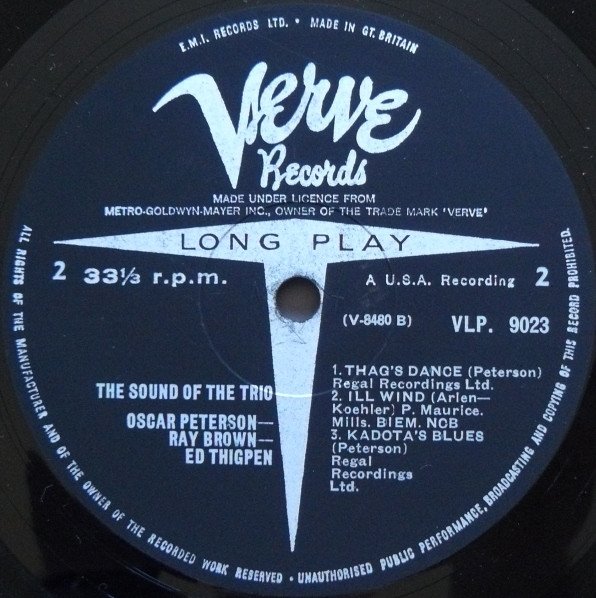 E.M.I. RECORDS LTD. • MADE IN GT. BRITAIN
Verve
Records
MADE UNDER LICENCE FROM
METRO-GOLDWYN-MAYER INC., OWNER OF THE TRADE MARK 'VERVE'
LONG PLAY
2 33⅓ r.p.m.
A U.S.A. Recording 2
(V-8480 B) VLP. 9023
THE SOUND OF THE TRIO
OSCAR PETERSON—
RAY BROWN—
ED THIGPEN
1. THAG'S DANCE (Peterson)
Regal Recordings Ltd.
2. ILL WIND (Arlen—
Koehler) P. Maurice.
Mills. BIEM. NCB
3. KADOTA'S BLUES
(Peterson)
Regal
Recordings
Ltd.
ALL RIGHTS OF THE MANUFACTURER AND OF THE OWNER OF THE RECORDED WORK RESERVED • UNAUTHORISED PUBLIC PERFORMANCE, BROADCASTING AND COPYING OF THIS RECORD PROHIBITED.